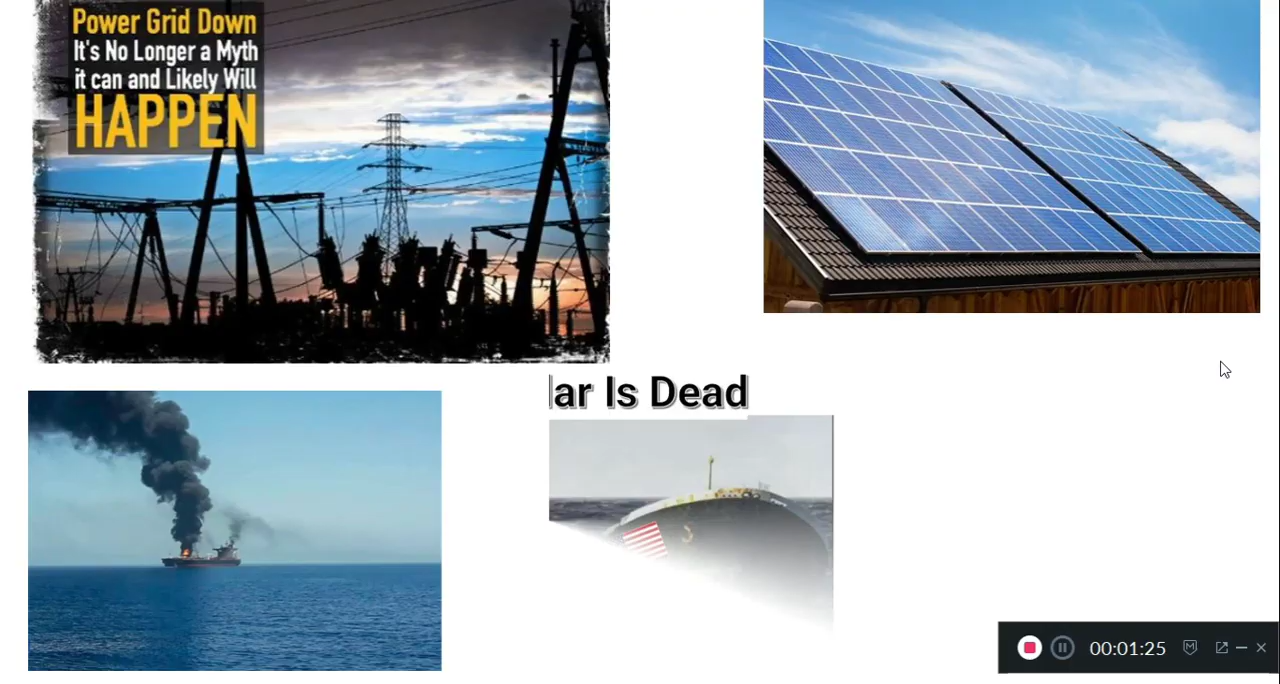 Power Grid Down
It's No Longer a Myth
it can and Likely Will
HAPPEN
lar Is Dead
00:01:25